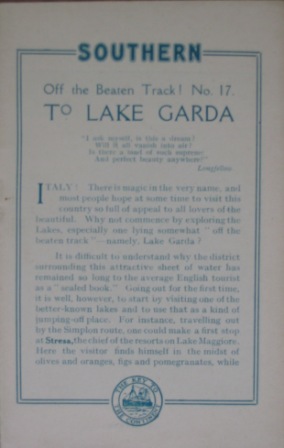 SOUTHERN
Off the Beaten Track! No. 17.
TO LAKE GARDA
"I ask myself, is this a dream?
Will it all vanish into air?
Is there a land of such supreme
And perfect beauty anywhere?"
Longfellow.
ITALY! There is magic in the very name, and
most people hope at some time to visit this
country so full of appeal to all lovers of the
beautiful. Why not commence by exploring the
Lakes, especially one lying somewhat "off the
beaten track"—namely, Lake Garda?
It is difficult to understand why the district
surrounding this attractive sheet of water has
remained so long to the average English tourist
as a "sealed book." Going out for the first time,
it is well, however, to start by visiting one of the
better-known lakes and to use that as a kind of
jumping-off place. For instance, travelling out
by the Simplon route, one could make a first stop
at Stresa, the chief of the resorts on Lake Maggiore.
Here the visitor finds himself in the midst of
olives and oranges, figs and pomegranates, while
THE KEY TO
THE CONTINENT